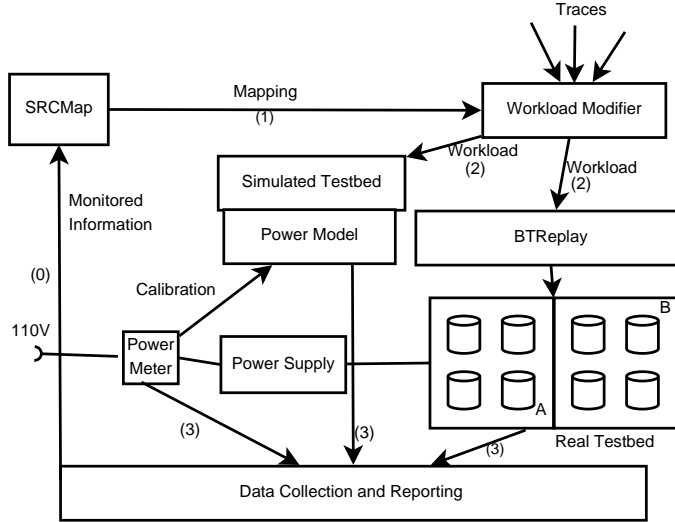 Traces
SRCMap
Mapping
(1)
Workload Modifier
Workload
(2)
Workload
(2)
Simulated Testbed
Monitored
Information
Power Model
BTReplay
(0)
Calibration
110V
Power
Meter
Power Supply
B
A
(3)
(3)
(3)
Real Testbed
Data Collection and Reporting